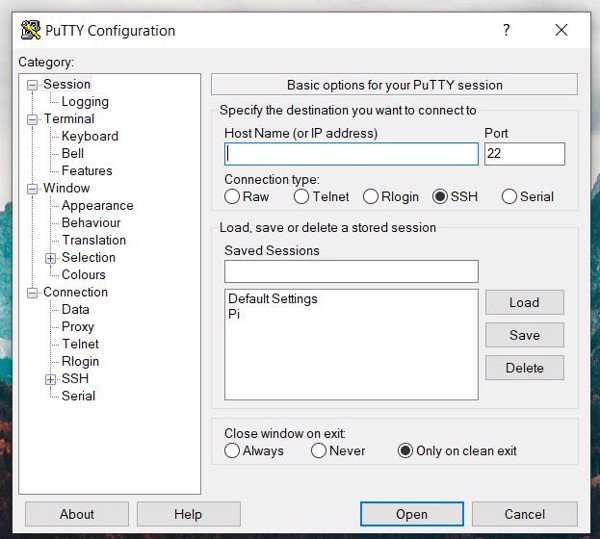 PuTTY Configuration
?
Category:
Session
Logging
Terminal
Keyboard
Bell
Features
Window
Appearance
Behaviour
Translation
Selection
Colours
Connection
Data
Proxy
Telnet
Rlogin
SSH
Serial
Basic options for your PuTTY session
Specify the destination you want to connect to
Host Name (or IP address) Port
22
Connection type:
Raw Telnet Rlogin SSH Serial
Load, save or delete a stored session
Saved Sessions
Default Settings
Pi
Load
Save
Delete
Close window on exit:
Always Never Only on clean exit
About Help Open Cancel